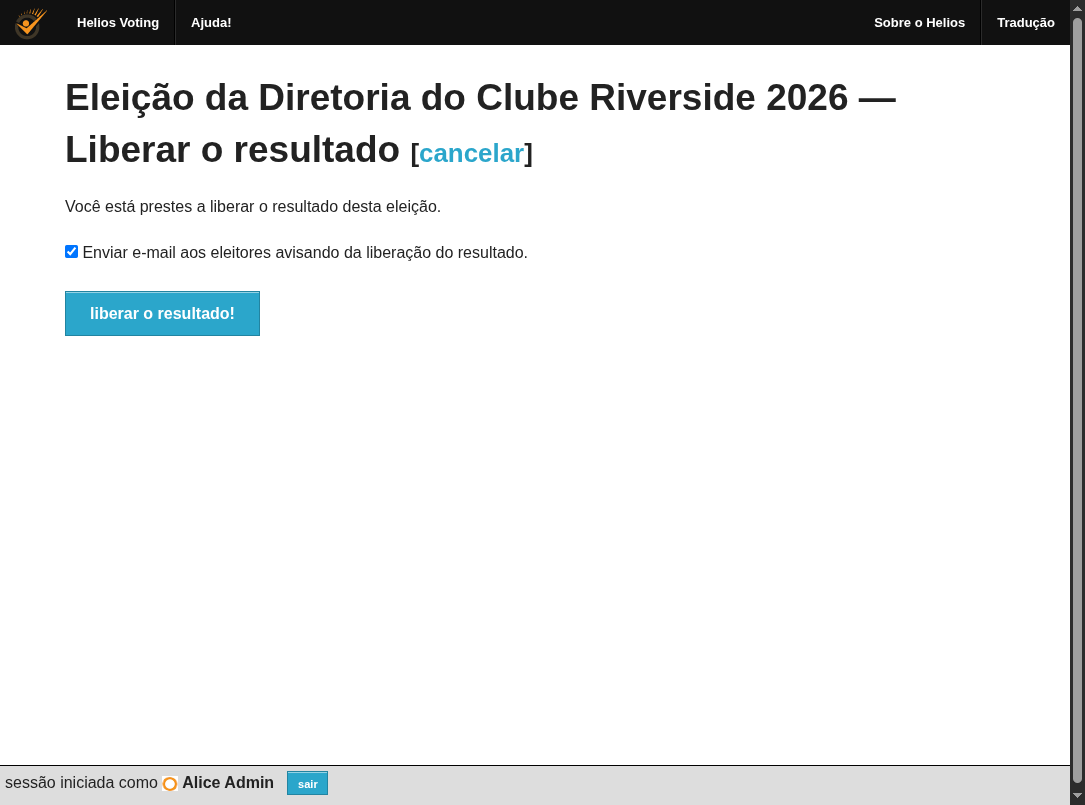 Helios Voting
Ajuda!
Sobre o Helios
Tradução
Eleição da Diretoria do Clube Riverside 2026 —
Liberar o resultado [cancelar]
Você está prestes a liberar o resultado desta eleição.
Enviar e-mail aos eleitores avisando da liberação do resultado.
liberar o resultado!
sessão iniciada como Alice Admin
sair